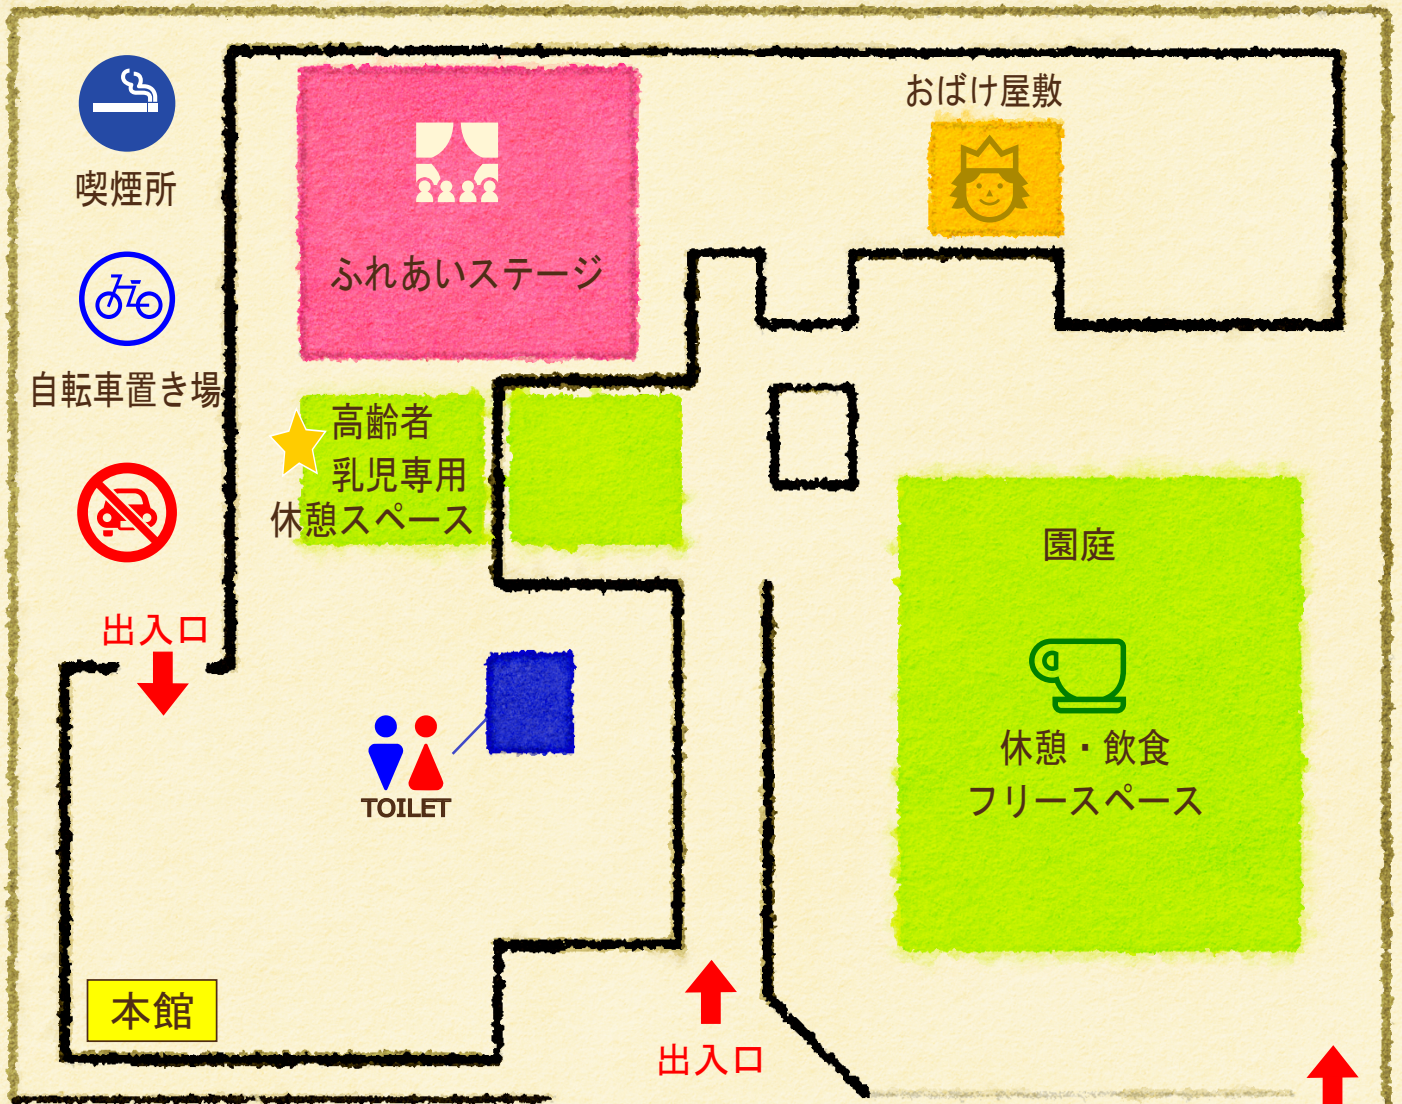 おばけ屋敷
喫煙所
ふれあいステージ
自転車置き場
高齢者
乳児専用
休憩スペース
園庭
出入口
休憩・飲食
フリースペース
TOILET
本館
出入口